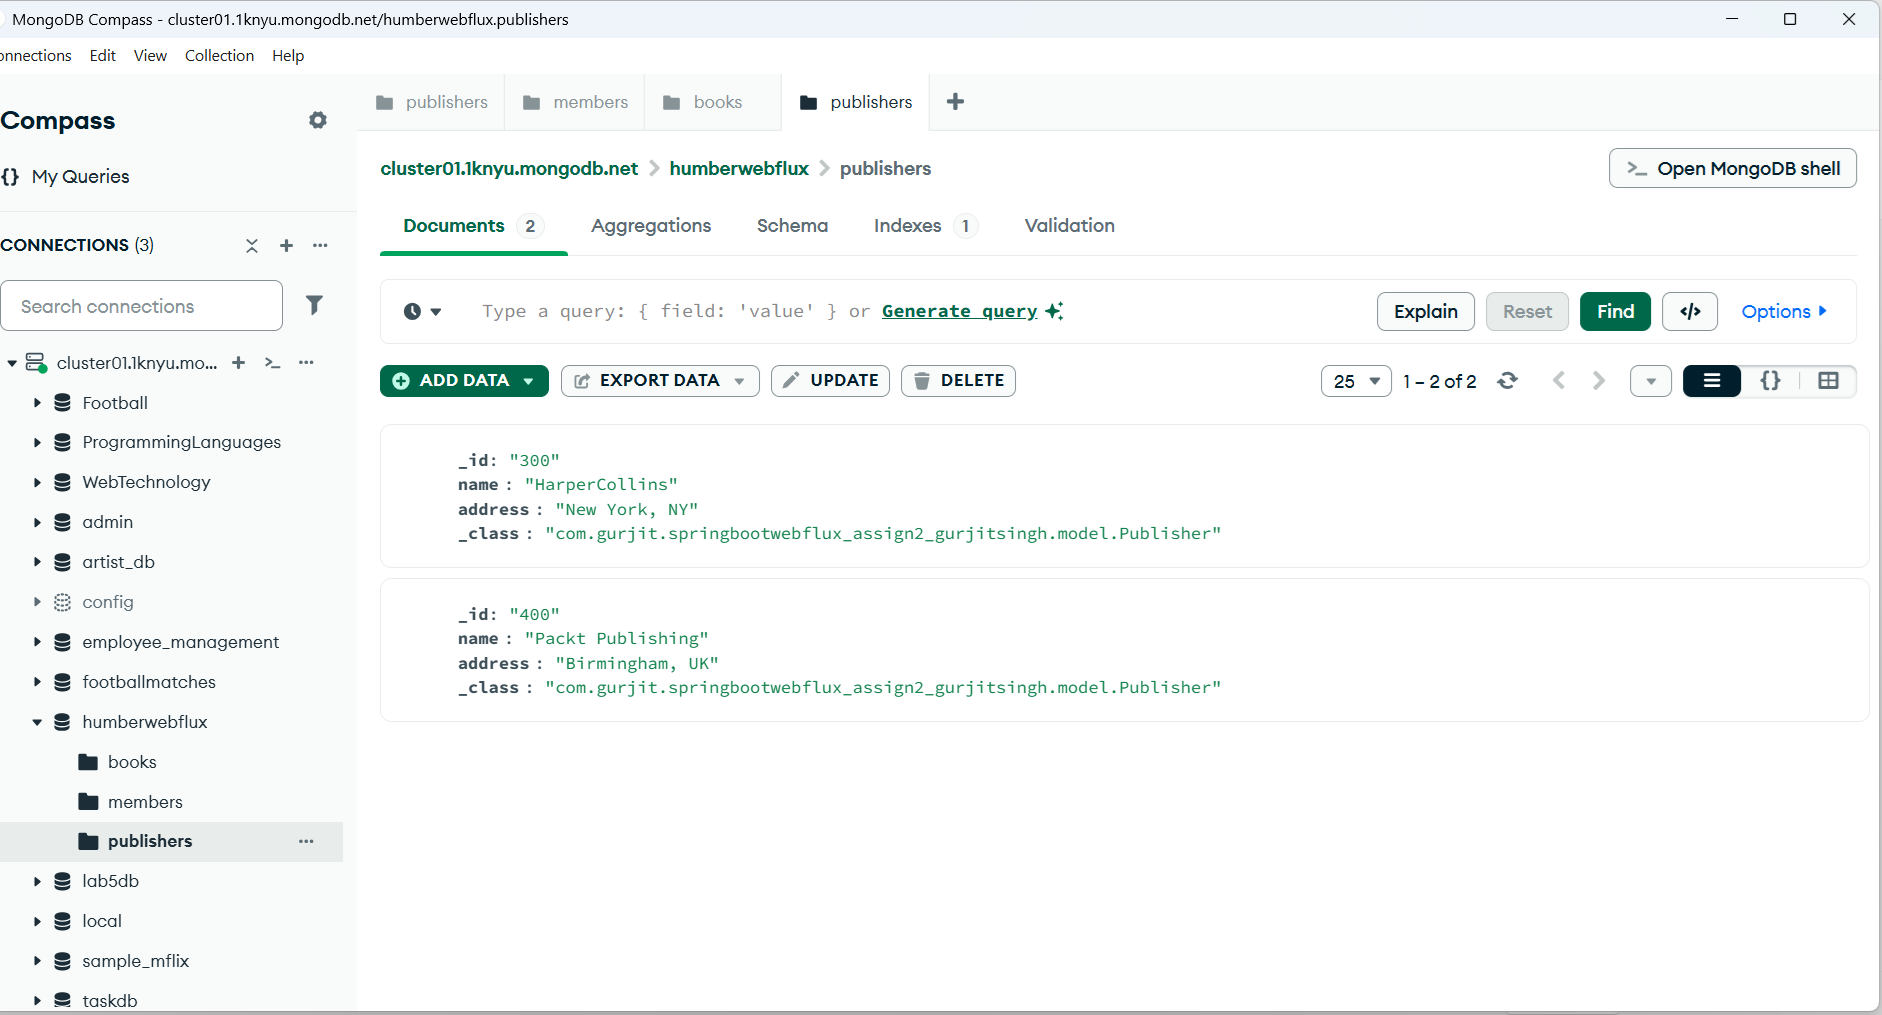 MongoDB Compass - cluster01.1knyu.mongodb.net/humberwebflux.publishers
onnections Edit View Collection Help
Compass
{} My Queries
CONNECTIONS (3)
Search connections
cluster01.1knyu.mo...
Football
ProgrammingLanguages
WebTechnology
admin
artist_db
config
employee_management
footballmatches
humberwebflux
books
members
publishers
lab5db
local
sample_mflix
taskdb
publishers members books publishers
cluster01.1knyu.mongodb.net > humberwebflux > publishers
>_ Open MongoDB shell
Documents 2 Aggregations Schema Indexes 1 Validation
Type a query: { field: 'value' } or Generate query
Explain Reset Find </> Options
ADD DATA EXPORT DATA UPDATE DELETE
25 1 – 2 of 2 {}
_id: "300"
name : "HarperCollins"
address : "New York, NY"
_class : "com.gurjit.springbootwebflux_assign2_gurjitsingh.model.Publisher"
_id: "400"
name : "Packt Publishing"
address : "Birmingham, UK"
_class : "com.gurjit.springbootwebflux_assign2_gurjitsingh.model.Publisher"